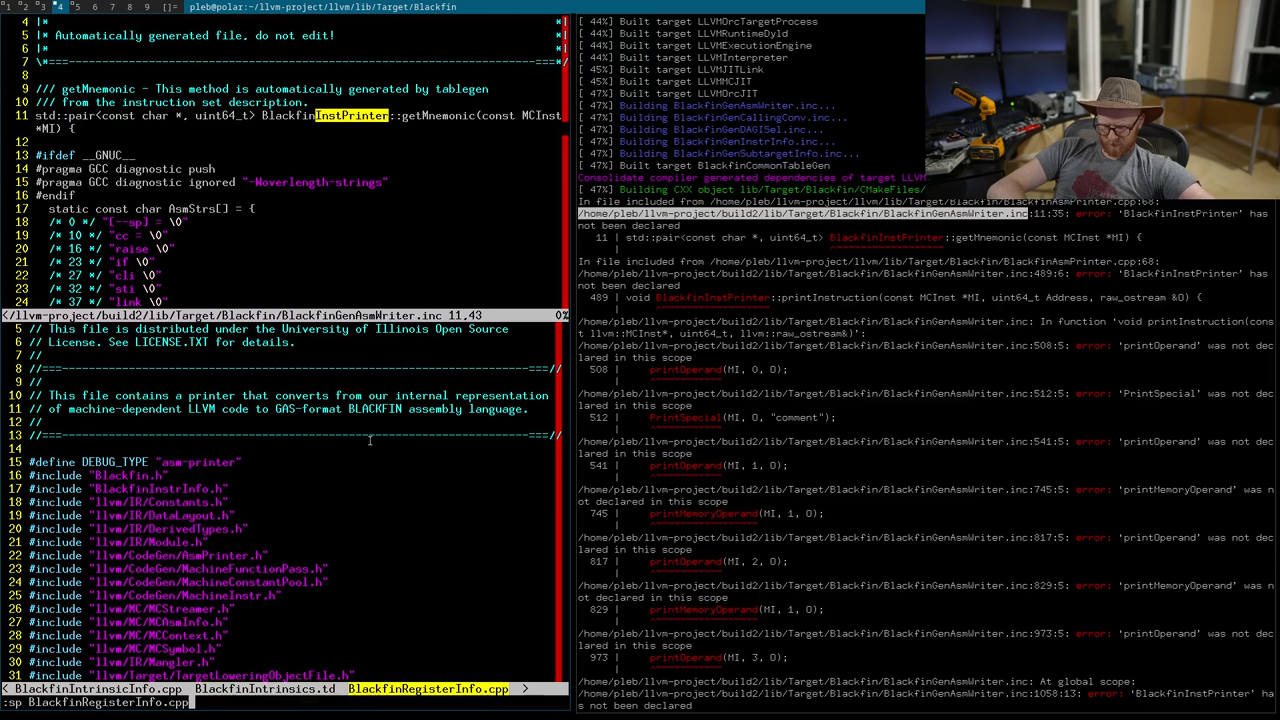 1 2 3 4 5 6 7 8 9 []= pleb@polar:~/llvm-project/llvm/lib/Target/Blackfin
4 |*
5 |* Automatically generated file, do not edit!
6 |*
7 \*===----------------------------------------------------------------------===*/
8
9 /// getMnemonic - This method is automatically generated by tablegen
10 /// from the instruction set description.
11 std::pair<const char *, uint64_t> BlackfinInstPrinter::getMnemonic(const MCInst
*MI) {
12
13 #ifdef __GNUC__
14 #pragma GCC diagnostic push
15 #pragma GCC diagnostic ignored "-Woverlength-strings"
16 #endif
17 static const char AsmStrs[] = {
18 /* 0 */ "[--sp] = \0"
19 /* 10 */ "cc = \0"
20 /* 16 */ "raise \0"
21 /* 23 */ "if \0"
22 /* 27 */ "cli \0"
23 /* 32 */ "sti \0"
24 /* 37 */ "link \0"
</llvm-project/build2/lib/Target/Blackfin/BlackfinGenAsmWriter.inc 11,43 0%
5 // This file is distributed under the University of Illinois Open Source
6 // License. See LICENSE.TXT for details.
7 //
8 //===----------------------------------------------------------------------===//
9 //
10 // This file contains a printer that converts from our internal representation
11 // of machine-dependent LLVM code to GAS-format BLACKFIN assembly language.
12 //
13 //===----------------------------------------------------------------------===//
14
15 #define DEBUG_TYPE "asm-printer"
16 #include "Blackfin.h"
17 #include "BlackfinInstrInfo.h"
18 #include "llvm/IR/Constants.h"
19 #include "llvm/IR/DataLayout.h"
20 #include "llvm/IR/DerivedTypes.h"
21 #include "llvm/IR/Module.h"
22 #include "llvm/CodeGen/AsmPrinter.h"
23 #include "llvm/CodeGen/MachineFunctionPass.h"
24 #include "llvm/CodeGen/MachineConstantPool.h"
25 #include "llvm/CodeGen/MachineInstr.h"
26 #include "llvm/MC/MCStreamer.h"
27 #include "llvm/MC/MCAsmInfo.h"
28 #include "llvm/MC/MCContext.h"
29 #include "llvm/MC/MCSymbol.h"
30 #include "llvm/IR/Mangler.h"
31 #include "llvm/Target/TargetLoweringObjectFile.h"
< BlackfinIntrinsicInfo.cpp BlackfinIntrinsics.td BlackfinRegisterInfo.cpp >
:sp BlackfinRegisterInfo.cpp
[ 44%] Built target LLVMOrcTargetProcess
[ 44%] Built target LLVMRuntimeDyld
[ 44%] Built target LLVMExecutionEngine
[ 44%] Built target LLVMInterpreter
[ 45%] Built target LLVMJITLink
[ 45%] Built target LLVMMCJIT
[ 47%] Built target LLVMOrcJIT
[ 47%] Building BlackfinGenAsmWriter.inc...
[ 47%] Building BlackfinGenCallingConv.inc...
[ 47%] Building BlackfinGenDAGISel.inc...
[ 47%] Building BlackfinGenInstrInfo.inc...
[ 47%] Building BlackfinGenSubtargetInfo.inc...
[ 47%] Built target BlackfinCommonTableGen
Consolidate compiler generated dependencies of target LLVM
[ 47%] Building CXX object lib/Target/Blackfin/CMakeFiles/
In file included from /home/pleb/llvm-project/llvm/lib/Target/Blackfin/BlackfinAsmPrinter.cpp:68:
/home/pleb/llvm-project/build2/lib/Target/Blackfin/BlackfinGenAsmWriter.inc:11:35: error: 'BlackfinInstPrinter' has
not been declared
11 | std::pair<const char *, uint64_t> BlackfinInstPrinter::getMnemonic(const MCInst *MI) {
| ^~~~~~~~~~~~~~~~~~~
In file included from /home/pleb/llvm-project/llvm/lib/Target/Blackfin/BlackfinAsmPrinter.cpp:68:
/home/pleb/llvm-project/build2/lib/Target/Blackfin/BlackfinGenAsmWriter.inc:489:6: error: 'BlackfinInstPrinter' has
not been declared
489 | void BlackfinInstPrinter::printInstruction(const MCInst *MI, uint64_t Address, raw_ostream &O) {
| ^~~~~~~~~~~~~~~~~~~
/home/pleb/llvm-project/build2/lib/Target/Blackfin/BlackfinGenAsmWriter.inc: In function 'void printInstruction(cons
t llvm::MCInst*, uint64_t, llvm::raw_ostream&)':
/home/pleb/llvm-project/build2/lib/Target/Blackfin/BlackfinGenAsmWriter.inc:508:5: error: 'printOperand' was not dec
lared in this scope
508 | printOperand(MI, 0, O);
| ^~~~~~~~~~~~
/home/pleb/llvm-project/build2/lib/Target/Blackfin/BlackfinGenAsmWriter.inc:512:5: error: 'PrintSpecial' was not dec
lared in this scope
512 | PrintSpecial(MI, O, "comment");
| ^~~~~~~~~~~~
/home/pleb/llvm-project/build2/lib/Target/Blackfin/BlackfinGenAsmWriter.inc:541:5: error: 'printOperand' was not dec
lared in this scope
541 | printOperand(MI, 1, O);
| ^~~~~~~~~~~~
/home/pleb/llvm-project/build2/lib/Target/Blackfin/BlackfinGenAsmWriter.inc:745:5: error: 'printMemoryOperand' was n
ot declared in this scope
745 | printMemoryOperand(MI, 1, O);
| ^~~~~~~~~~~~~~~~~~
/home/pleb/llvm-project/build2/lib/Target/Blackfin/BlackfinGenAsmWriter.inc:817:5: error: 'printOperand' was not dec
lared in this scope
817 | printOperand(MI, 2, O);
| ^~~~~~~~~~~~
/home/pleb/llvm-project/build2/lib/Target/Blackfin/BlackfinGenAsmWriter.inc:829:5: error: 'printMemoryOperand' was n
ot declared in this scope
829 | printMemoryOperand(MI, 1, O);
| ^~~~~~~~~~~~~~~~~~
/home/pleb/llvm-project/build2/lib/Target/Blackfin/BlackfinGenAsmWriter.inc:973:5: error: 'printOperand' was not dec
lared in this scope
973 | printOperand(MI, 3, O);
| ^~~~~~~~~~~~
/home/pleb/llvm-project/build2/lib/Target/Blackfin/BlackfinGenAsmWriter.inc: At global scope:
/home/pleb/llvm-project/build2/lib/Target/Blackfin/BlackfinGenAsmWriter.inc:1058:13: error: 'BlackfinInstPrinter' ha
s not been declared